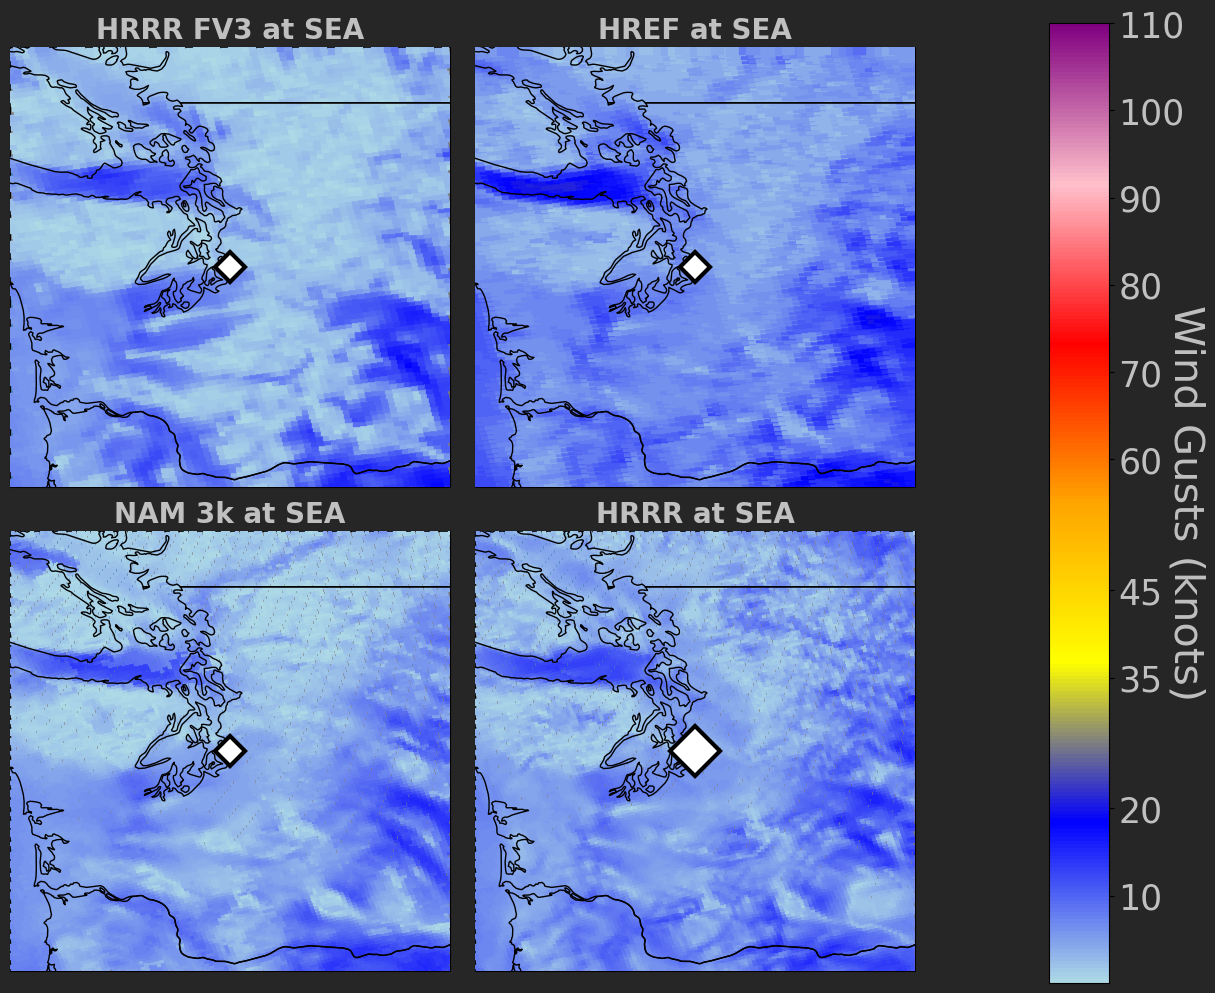 HRRR FV3 at SEA
HREF at SEA
NAM 3k at SEA
HRRR at SEA
110
100
90
80
70
60
45
35
20
10
Wind Gusts (knots)